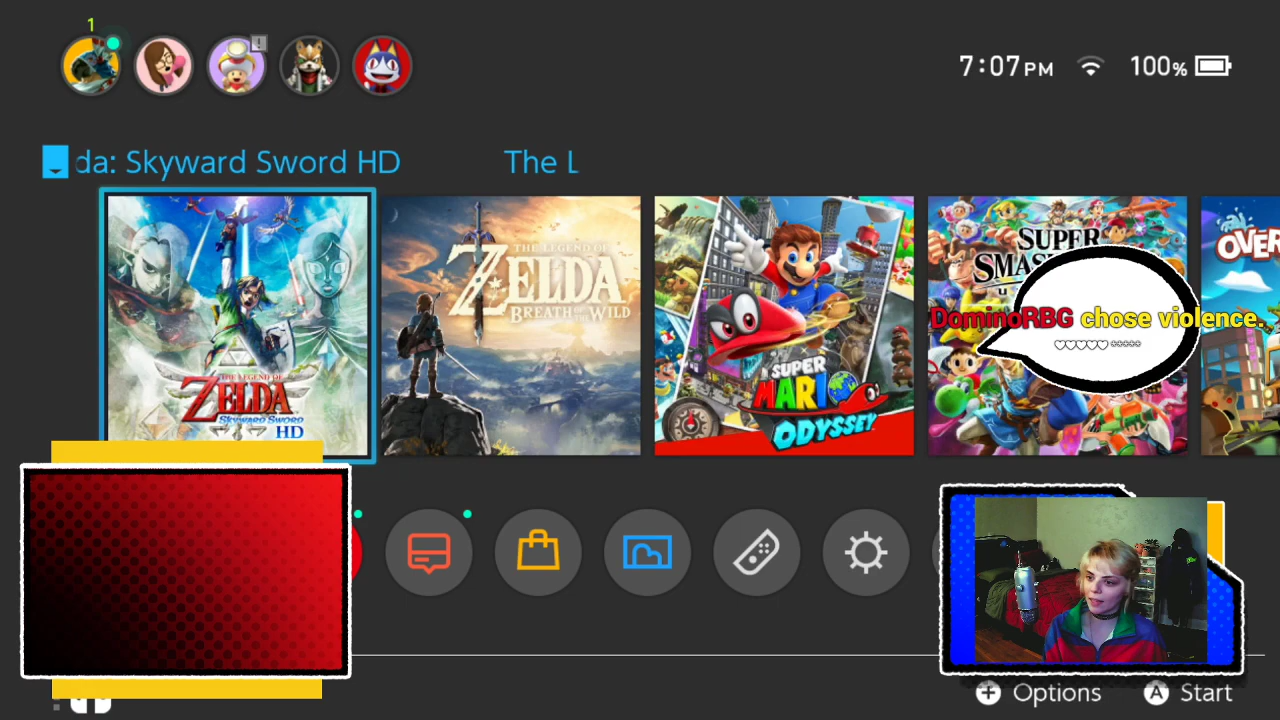 1
7:07 PM
100%
da: Skyward Sword HD The L
THE LEGEND OF
ZELDA
SKYWARD SWORD
HD
THE LEGEND OF
ZELDA
BREATH OF THE WILD
SUPER
MARIO
ODYSSEY
SUPER
SMAS
U
OVER
DominoRBG chose violence.
Options
A Start